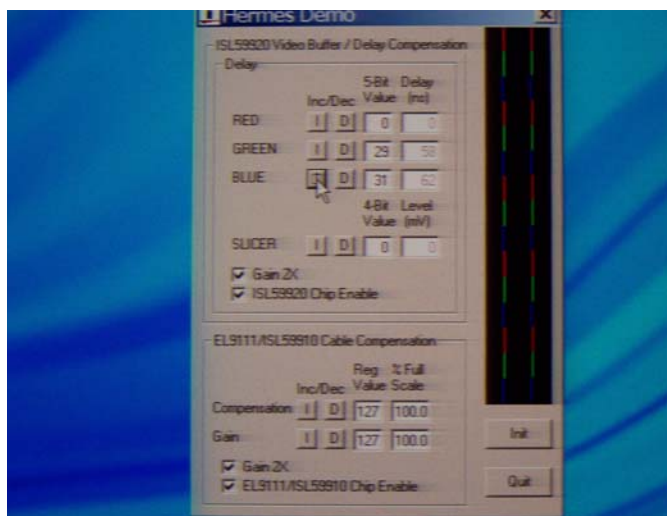 Hermes Demo
ISL59920 Video Buffer / Delay Compensation
Delay
5-Bit Delay
Inc/Dec Value (ns)
RED I D 0 0
GREEN I D 29 58
BLUE I D 31 62
4-Bit Level
Value (mV)
SLICER I D 0 0
Gain 2X
ISL59920 Chip Enable
EL9111/ISL59910 Cable Compensation
Reg % Full
Inc/Dec Value Scale
Compensation I D 127 100.0
Gain I D 127 100.0
Init
Gain 2X
EL9111/ISL59910 Chip Enable
Quit